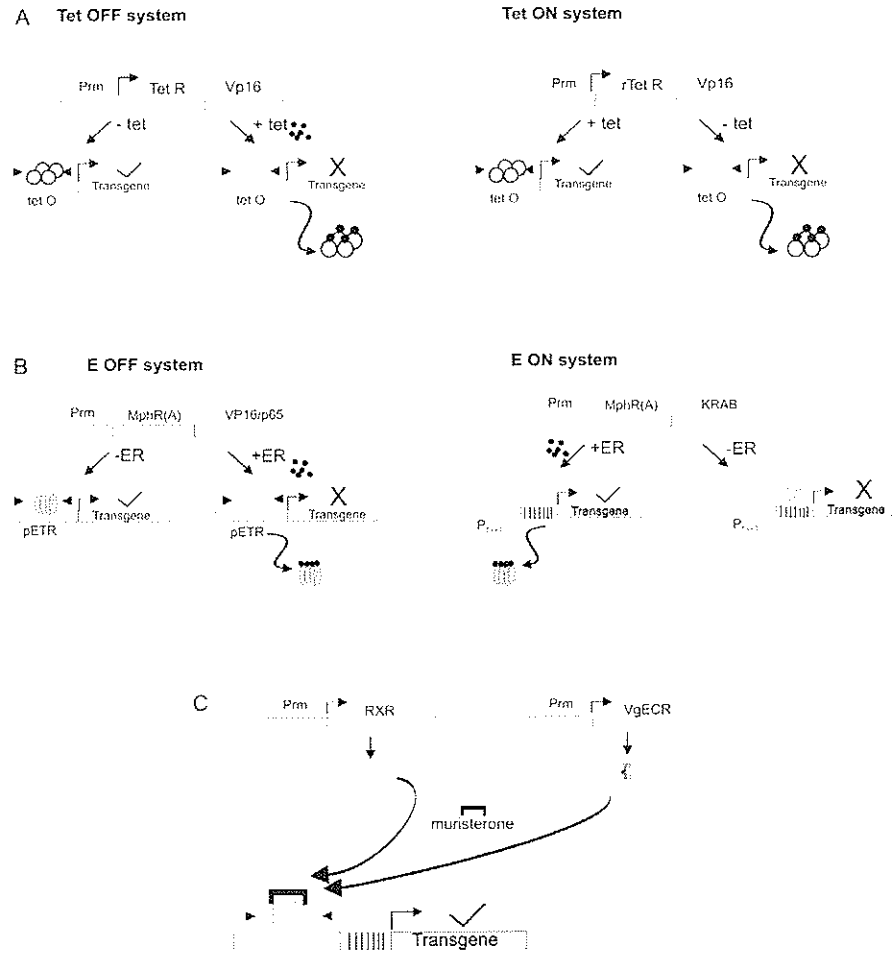 A Tet OFF system
Tet ON system
Prm Tet R Vp16
Prm rTet R Vp16
- tet + tet
+ tet - tet
Transgene Transgene
Transgene Transgene
tet O tet O
tet O tet O
B E OFF system
E ON system
Prm MphR(A) VP16/p65
Prm MphR(A) KRAB
-ER +ER
+ER -ER
Transgene Transgene
Transgene Transgene
pETR pETR
C Prm RXR
Prm VgECR
muristerone
Transgene